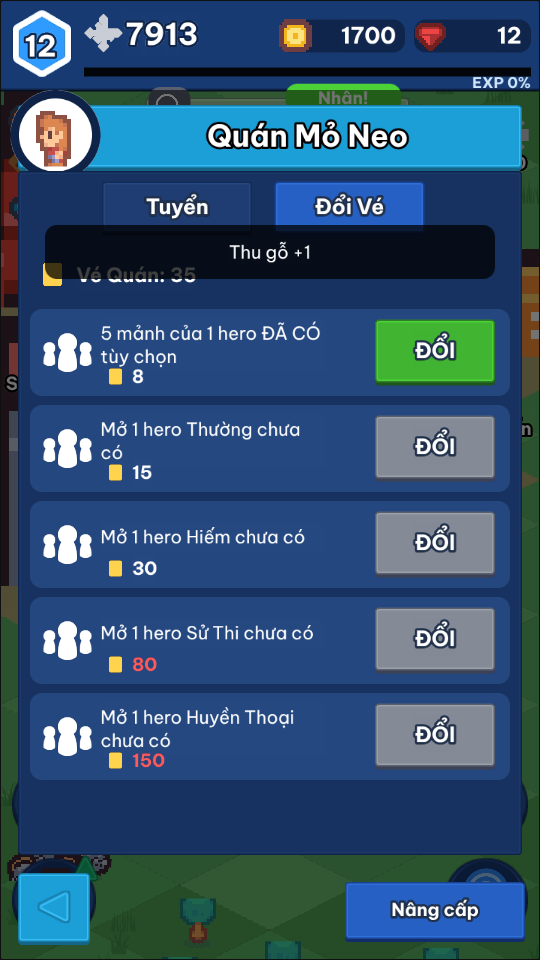 12
7913
1700
12
EXP 0%
Nhân!
Quán Mỏ Neo
Tuyển
Đổi Vé
Thu gỗ +1
Vé Quán: 35
5 mảnh của 1 hero ĐÃ CÓ
tùy chọn
8
ĐỔI
Mở 1 hero Thường chưa
có
15
ĐỔI
Mở 1 hero Hiếm chưa có
30
ĐỔI
Mở 1 hero Sử Thi chưa có
80
ĐỔI
Mở 1 hero Huyền Thoại
chưa có
150
ĐỔI
Nâng cấp